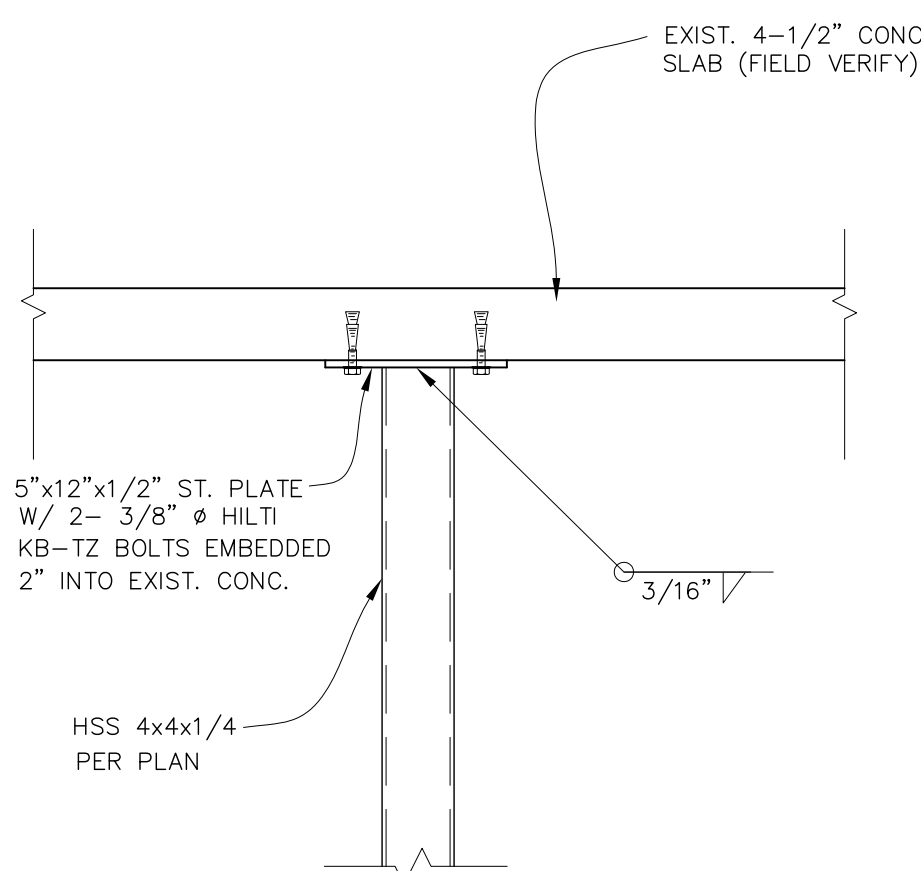 EXIST. 4-1/2" CONC
SLAB (FIELD VERIFY)
5"x12"x1/2" ST. PLATE
W/ 2- 3/8" ø HILTI
KB-TZ BOLTS EMBEDDED
2" INTO EXIST. CONC.
3/16"
HSS 4x4x1/4
PER PLAN